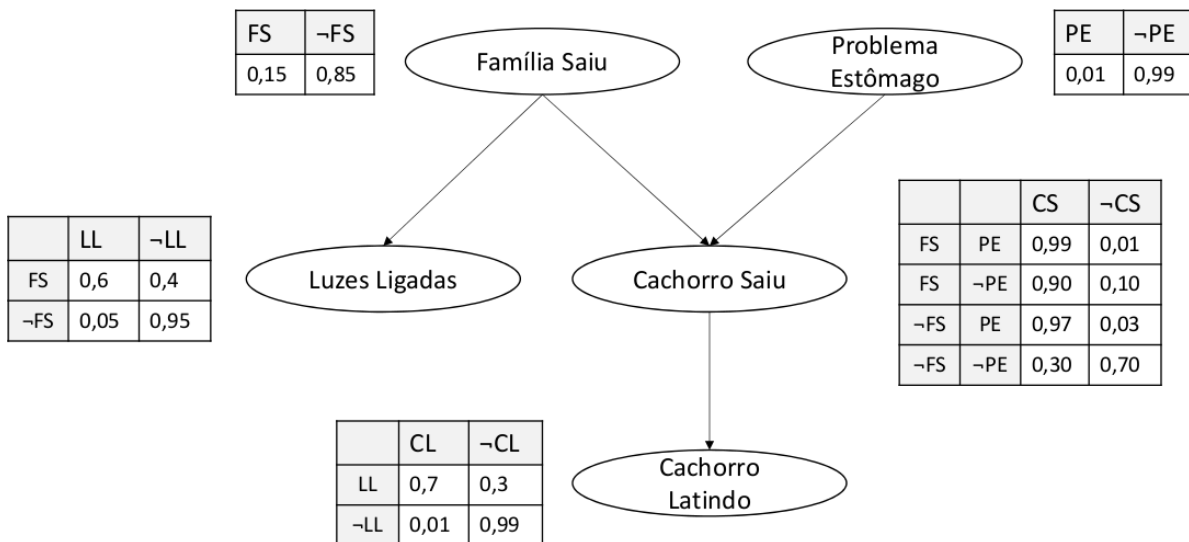 FS ¬FS
0,15 0,85
Família Saiu
Problema
Estômago
PE ¬PE
0,01 0,99
LL ¬LL
FS 0,6 0,4
¬FS 0,05 0,95
Luzes Ligadas
Cachorro Saiu
CS ¬CS
FS PE 0,99 0,01
FS ¬PE 0,90 0,10
¬FS PE 0,97 0,03
¬FS ¬PE 0,30 0,70
CL ¬CL
LL 0,7 0,3
¬LL 0,01 0,99
Cachorro
Latindo